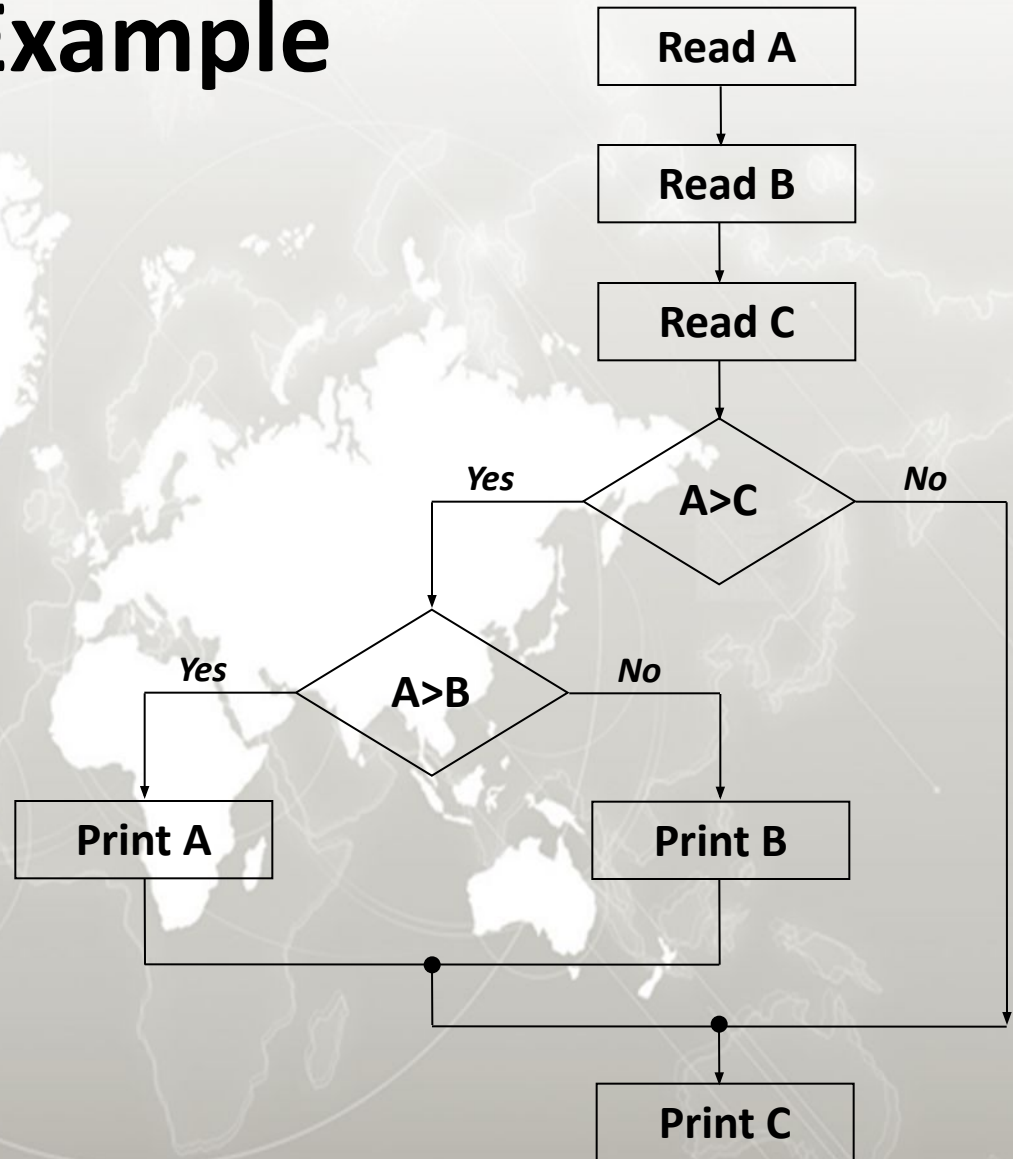 Example
Read A
Read B
Read C
A>C
Yes
No
A>B
Yes
No
Print A
Print B
Print C